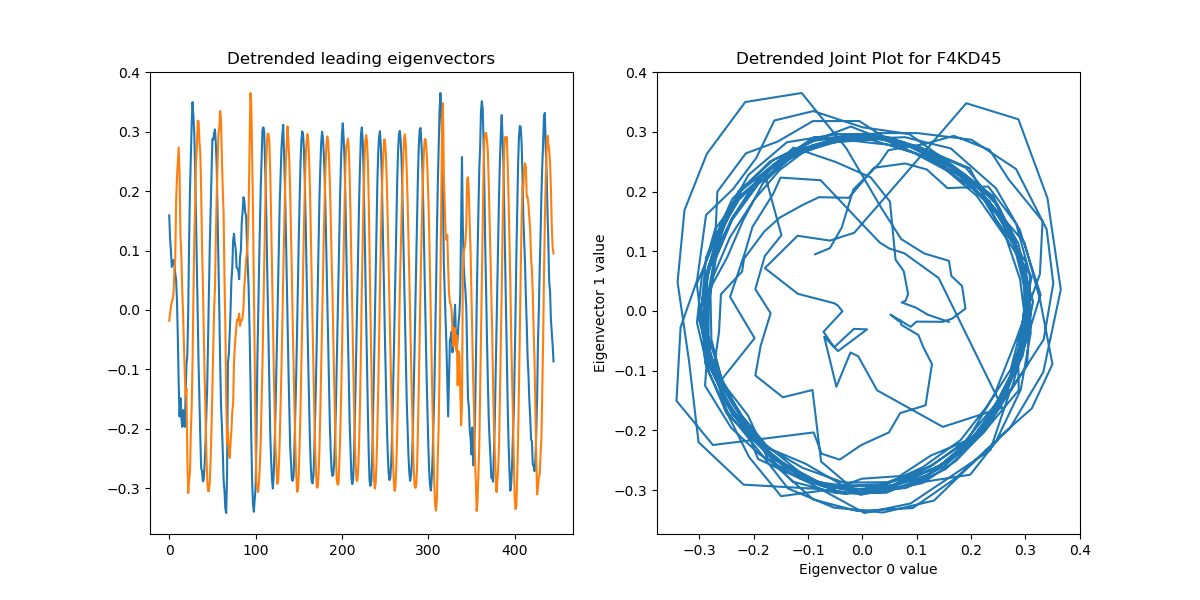 Detrended leading eigenvectors
0.4
0.3
0.2
0.1
0.0
−0.1
−0.2
−0.3
0 100 200 300 400
Detrended Joint Plot for F4KD45
Eigenvector 1 value
0.4
0.3
0.2
0.1
0.0
−0.1
−0.2
−0.3
−0.3 −0.2 −0.1 0.0 0.1 0.2 0.3 0.4
Eigenvector 0 value